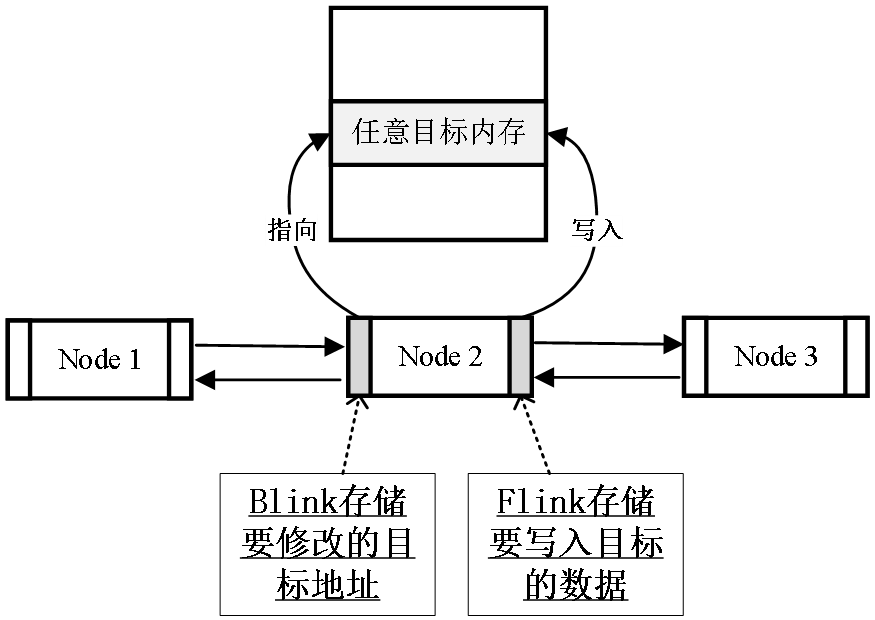 任意目标内存
指向
写入
Node 1
Node 2
Node 3
Blink存储
要修改的目
标地址
Flink存储
要写入目标
的数据